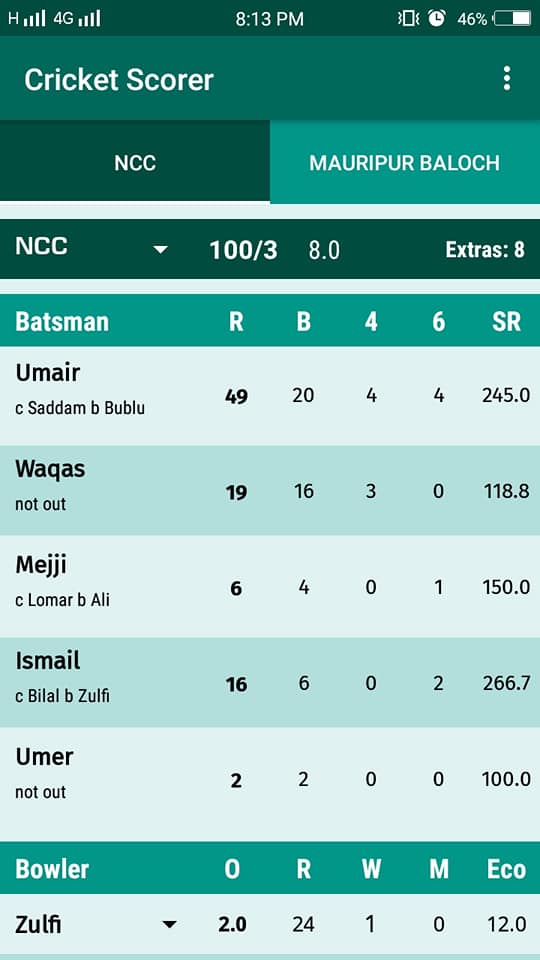 H 4G 8:13 PM 46%
Cricket Scorer
NCC MAURIPUR BALOCH
NCC 100/3 8.0 Extras: 8
Batsman R B 4 6 SR
Umair
c Saddam b Bublu 49 20 4 4 245.0
Waqas
not out 19 16 3 0 118.8
Mejji
c Lomar b Ali 6 4 0 1 150.0
Ismail
c Bilal b Zulfi 16 6 0 2 266.7
Umer
not out 2 2 0 0 100.0
Bowler O R W M Eco
Zulfi 2.0 24 1 0 12.0